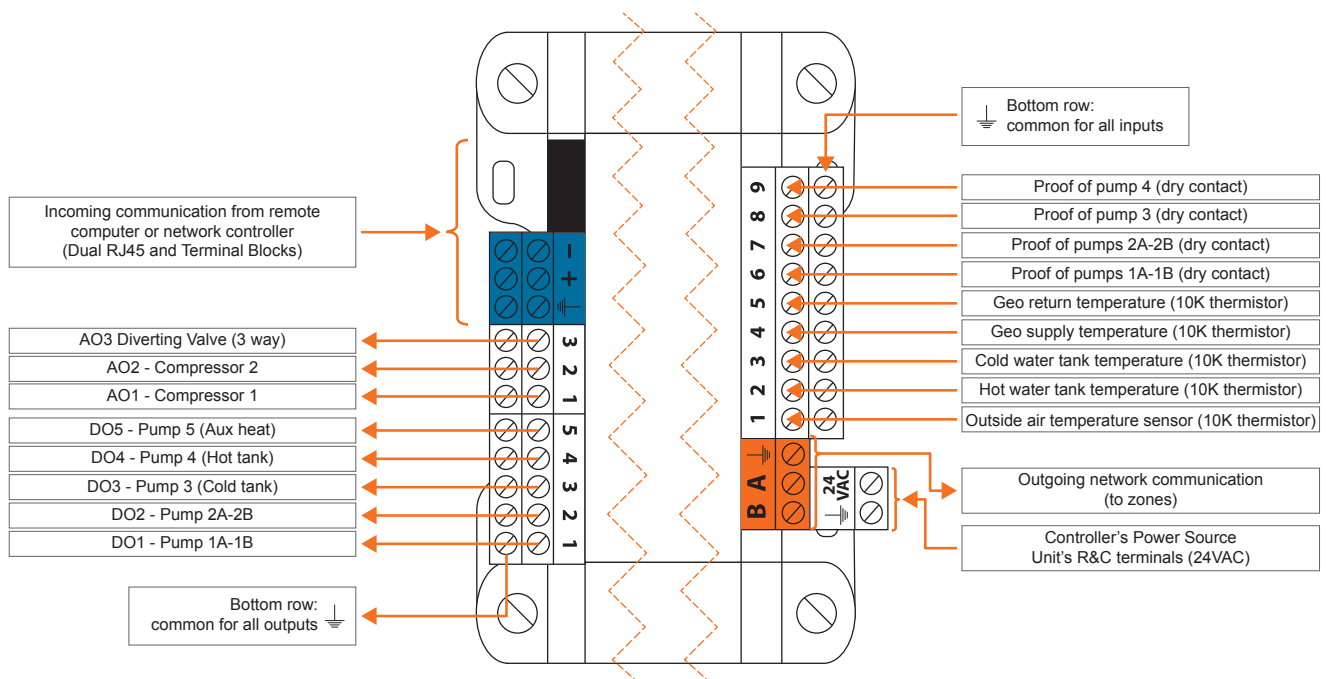 Incoming communication from remote
computer or network controller
(Dual RJ45 and Terminal Blocks)
AO3 Diverting Valve (3 way)
AO2 - Compressor 2
AO1 - Compressor 1
DO5 - Pump 5 (Aux heat)
DO4 - Pump 4 (Hot tank)
DO3 - Pump 3 (Cold tank)
DO2 - Pump 2A-2B
DO1 - Pump 1A-1B
Bottom row:
common for all outputs
–
+
3
2
1
5
4
3
2
1
9
8
7
6
5
4
3
2
1
A
B
24
VAC
Bottom row:
common for all inputs
Proof of pump 4 (dry contact)
Proof of pump 3 (dry contact)
Proof of pumps 2A-2B (dry contact)
Proof of pumps 1A-1B (dry contact)
Geo return temperature (10K thermistor)
Geo supply temperature (10K thermistor)
Cold water tank temperature (10K thermistor)
Hot water tank temperature (10K thermistor)
Outside air temperature sensor (10K thermistor)
Outgoing network communication
(to zones)
Controller's Power Source
Unit's R&C terminals (24VAC)